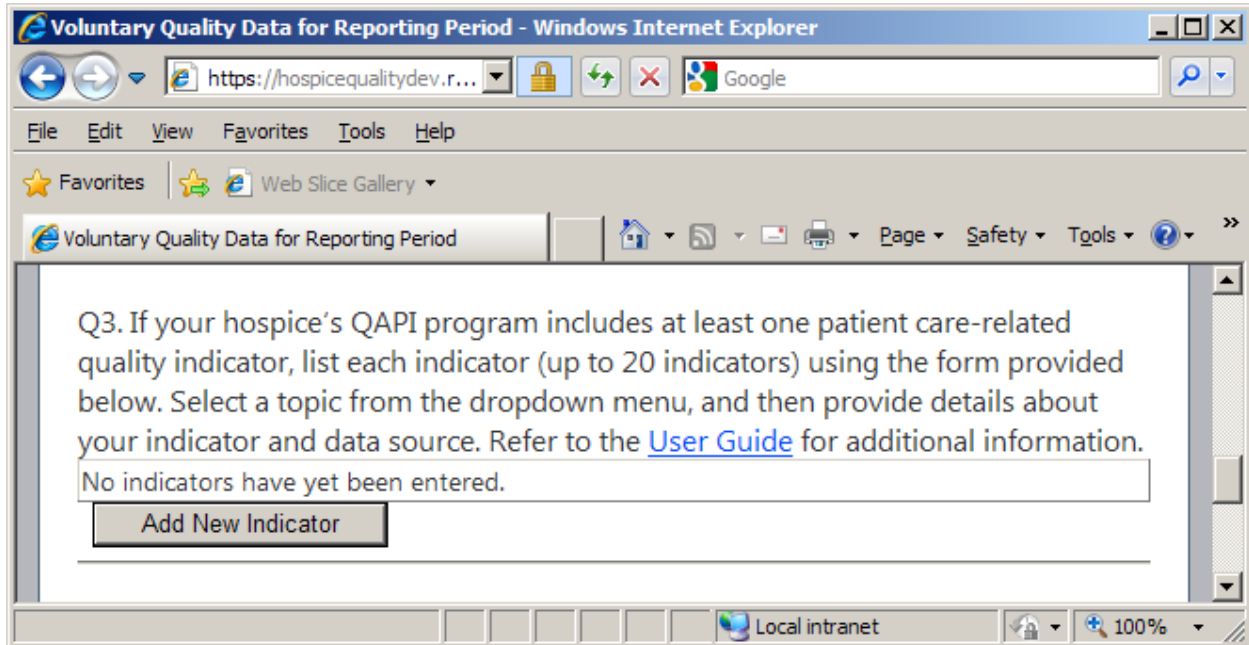 Voluntary Quality Data for Reporting Period - Windows Internet Explorer
https://hospicequalitydev.r... Google
File Edit View Favorites Tools Help
Favorites Web Slice Gallery
Voluntary Quality Data for Reporting Period Page Safety Tools »
Q3. If your hospice's QAPI program includes at least one patient care-related
quality indicator, list each indicator (up to 20 indicators) using the form provided
below. Select a topic from the dropdown menu, and then provide details about
your indicator and data source. Refer to the User Guide for additional information.
No indicators have yet been entered.
Add New Indicator
Local intranet 100%